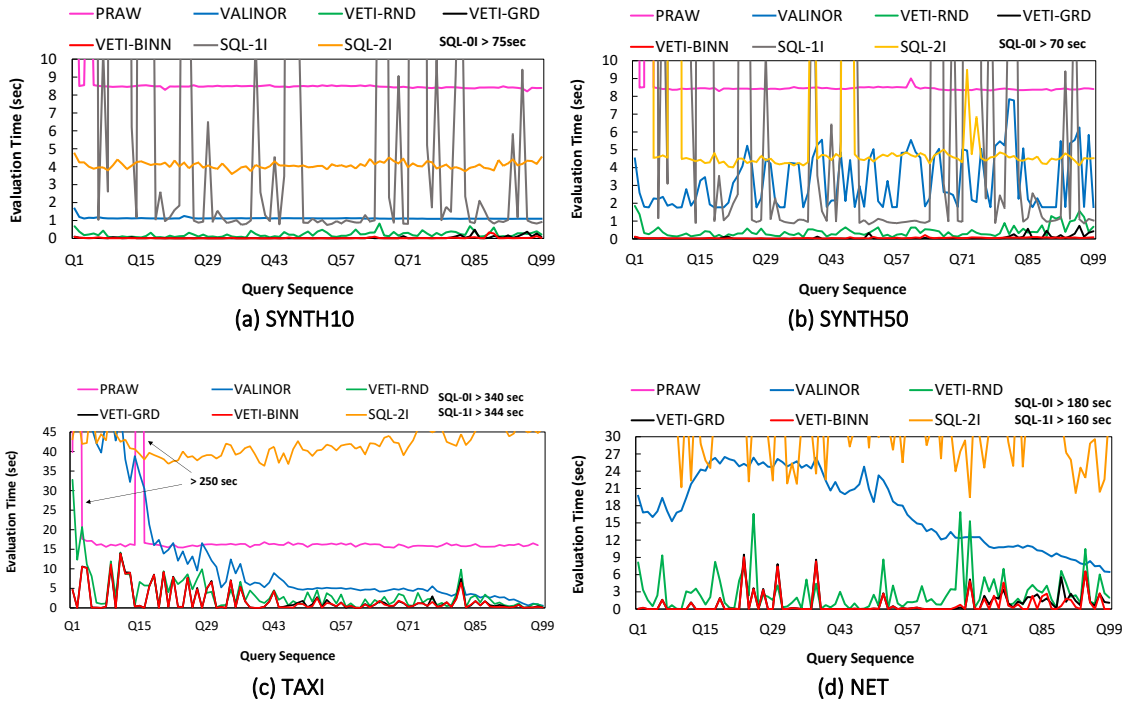 PRAW VALINOR VETI-RND VETI-GRD
VETI-BINN SQL-1I SQL-2I SQL-0I > 75sec
Evaluation Time (sec)
10
9
8
7
6
5
4
3
2
1
0
Q1 Q15 Q29 Q43 Q57 Q71 Q85 Q99
Query Sequence
(a) SYNTH10
PRAW VALINOR VETI-RND VETI-GRD
VETI-BINN SQL-1I SQL-2I SQL-0I > 70 sec
Evaluation Time (sec)
10
9
8
7
6
5
4
3
2
1
0
Q1 Q15 Q29 Q43 Q57 Q71 Q85 Q99
Query Sequence
(b) SYNTH50
PRAW VALINOR VETI-RND
VETI-GRD VETI-BINN SQL-2I
SQL-0I > 340 sec
SQL-1I > 344 sec
Evaluation Time (sec)
45
40
35
30
25
20
15
10
5
0
> 250 sec
Q1 Q15 Q29 Q43 Q57 Q71 Q85 Q99
Query Sequence
(c) TAXI
PRAW VALINOR VETI-RND
VETI-GRD VETI-BINN SQL-2I
SQL-0I > 180 sec
SQL-1I > 160 sec
Evaluation Time (sec)
30
27
24
21
18
15
12
9
6
3
0
Q1 Q15 Q29 Q43 Q57 Q71 Q85 Q99
Query Sequence
(d) NET